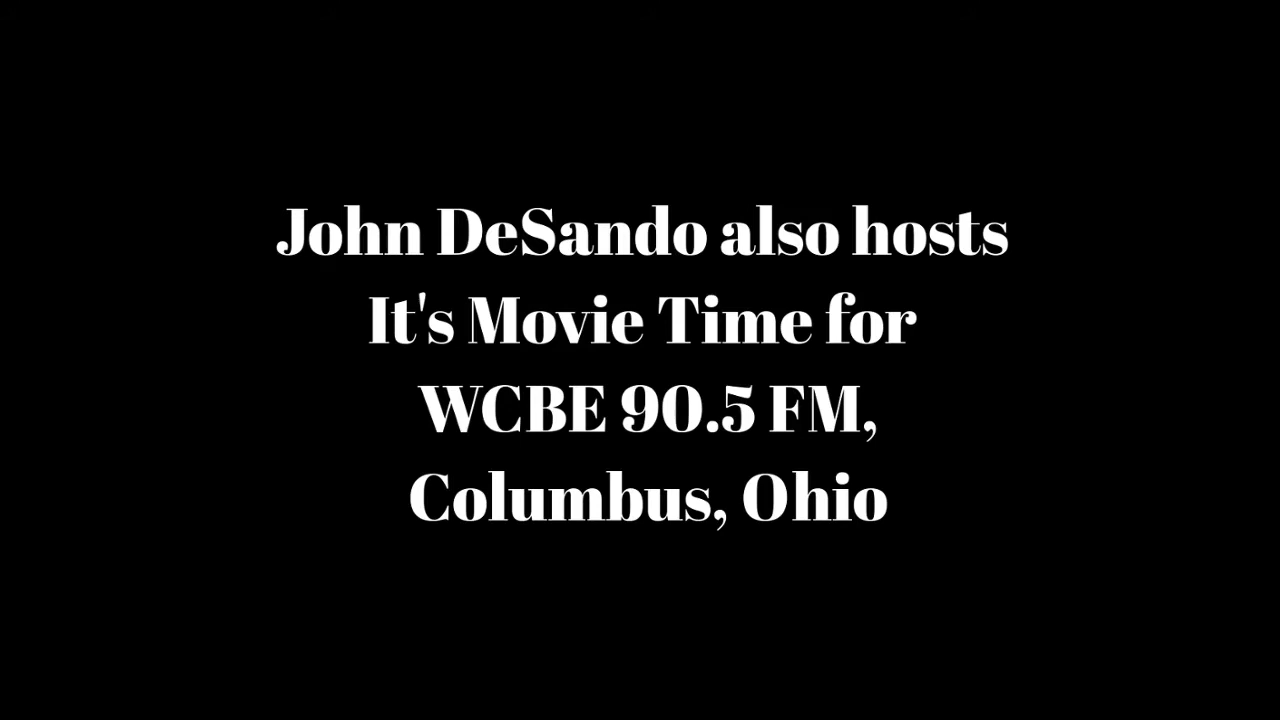 John DeSando also hosts
It's Movie Time for
WCBE 90.5 FM,
Columbus, Ohio